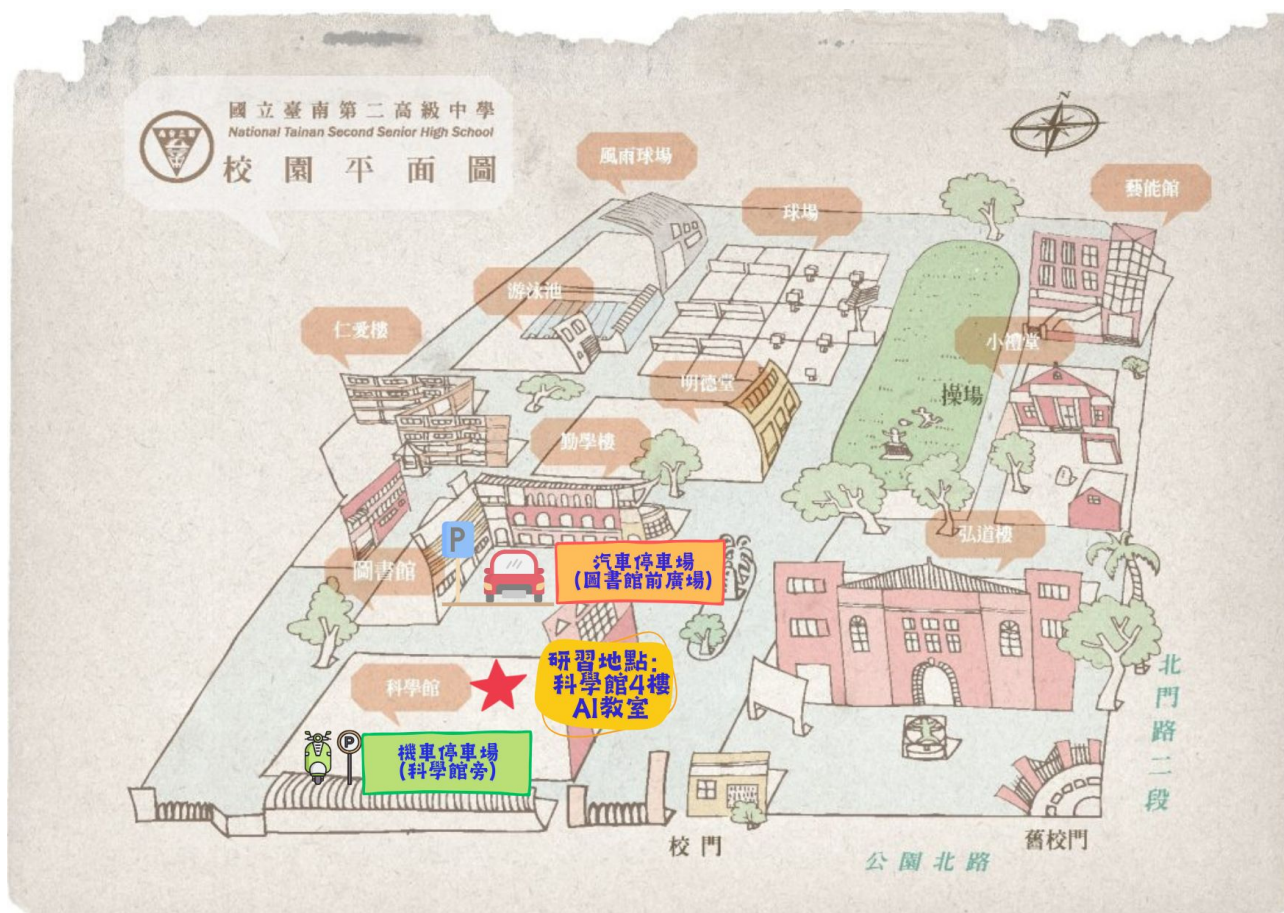 國立臺南第二高級中學
National Tainan Second Senior High School
校園平面圖
N
風雨球場
球場
藝能館
游泳池
仁愛樓
小禮堂
明德堂
操場
勤學樓
弘道樓
P
汽車停車場
(圖書館前廣場)
圖書館
研習地點:
科學館4樓
AI教室
科學館
P
機車停車場
(科學館旁)
北門路二段
校門
舊校門
公園北路